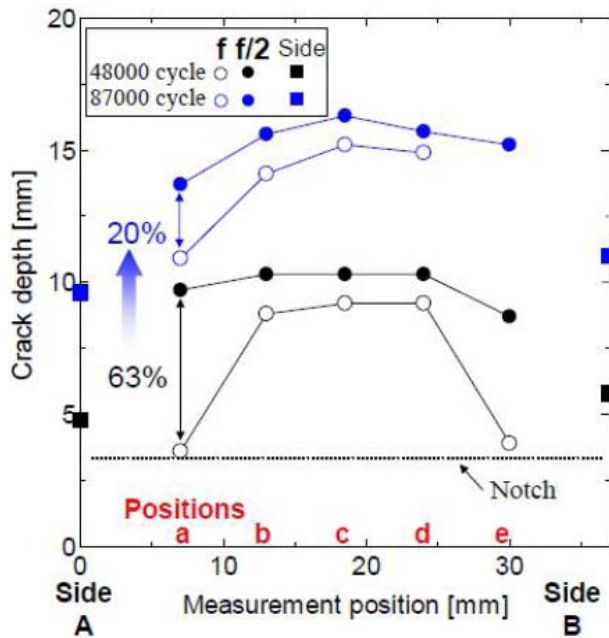 20
15
10
5
0
Crack depth [mm]
f f/2 Side
48000 cycle
87000 cycle
20%
63%
Notch
Positions
a b c d e
0 10 20 30
Side A
Measurement position [mm]
Side B